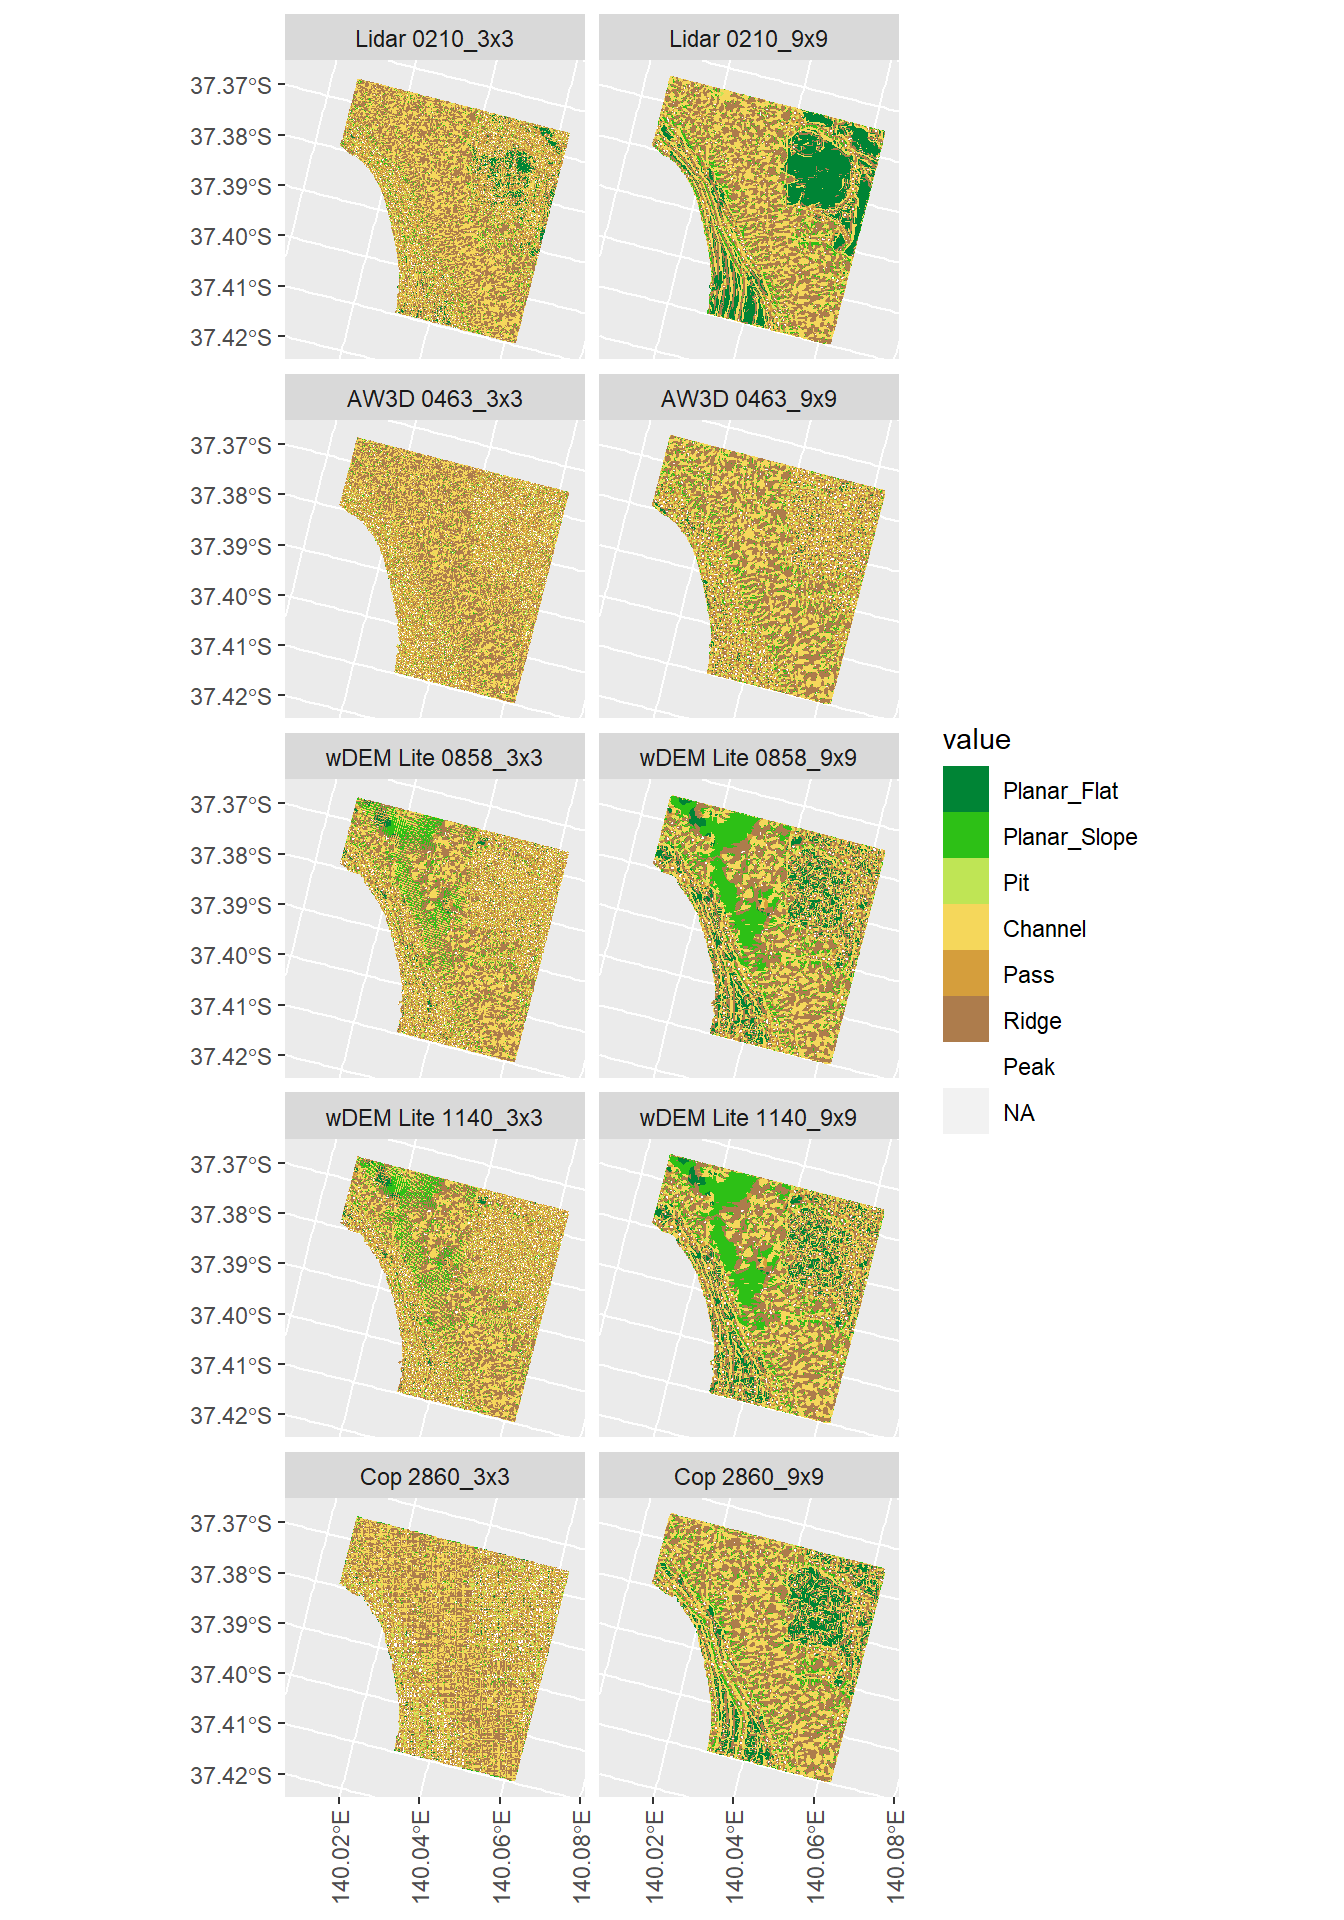 Lidar 0210_3x3
Lidar 0210_9x9
37.37°S
37.38°S
37.39°S
37.40°S
37.41°S
37.42°S
AW3D 0463_3x3
AW3D 0463_9x9
37.37°S
37.38°S
37.39°S
37.40°S
37.41°S
37.42°S
wDEM Lite 0858_3x3
wDEM Lite 0858_9x9
37.37°S
37.38°S
37.39°S
37.40°S
37.41°S
37.42°S
wDEM Lite 1140_3x3
wDEM Lite 1140_9x9
37.37°S
37.38°S
37.39°S
37.40°S
37.41°S
37.42°S
Cop 2860_3x3
Cop 2860_9x9
37.37°S
37.38°S
37.39°S
37.40°S
37.41°S
37.42°S
140.02°E
140.04°E
140.06°E
140.08°E
140.02°E
140.04°E
140.06°E
140.08°E
value
Planar_Flat
Planar_Slope
Pit
Channel
Pass
Ridge
Peak
NA